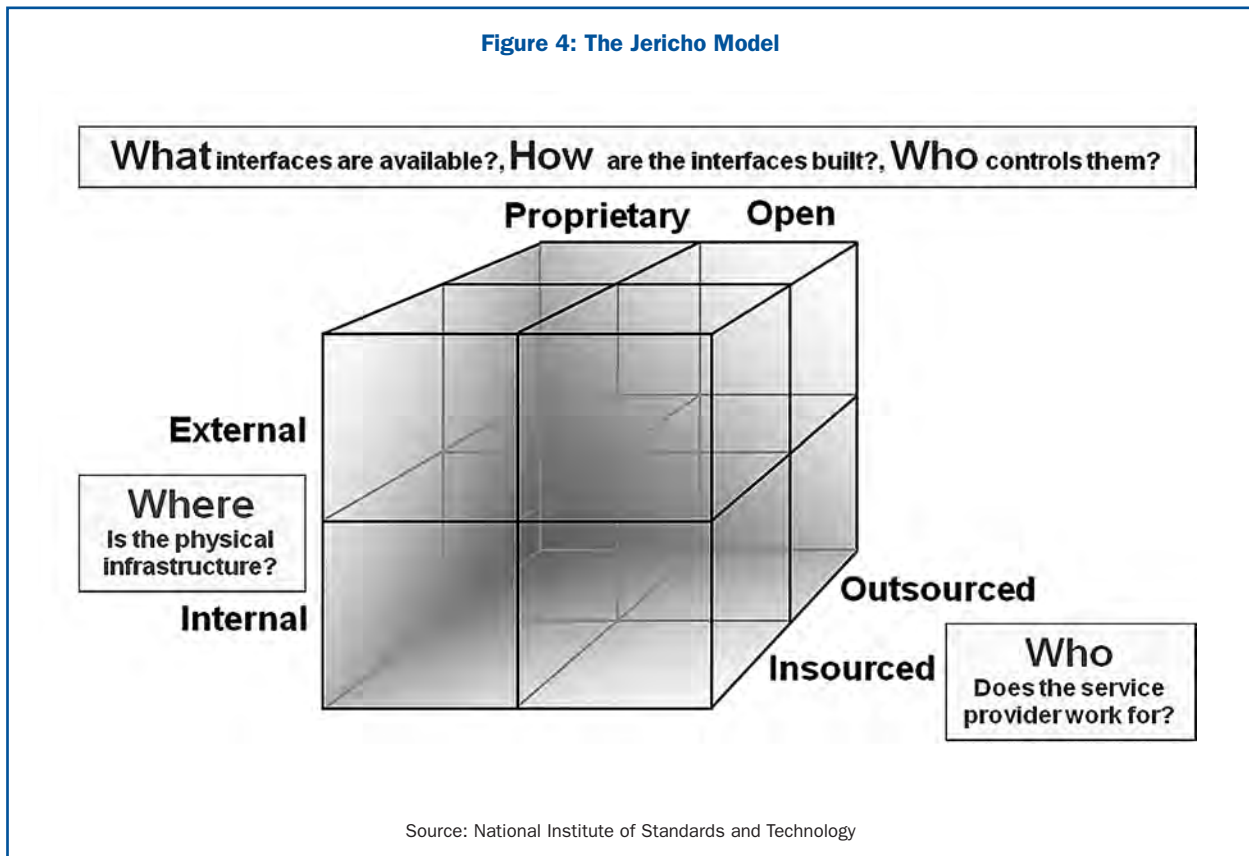 Figure 4: The Jericho Model
What interfaces are available?, How are the interfaces built?, Who controls them?
Proprietary Open
External
Where
Is the physical
infrastructure?
Internal
Outsourced
Insourced
Who
Does the service
provider work for?
Source: National Institute of Standards and Technology